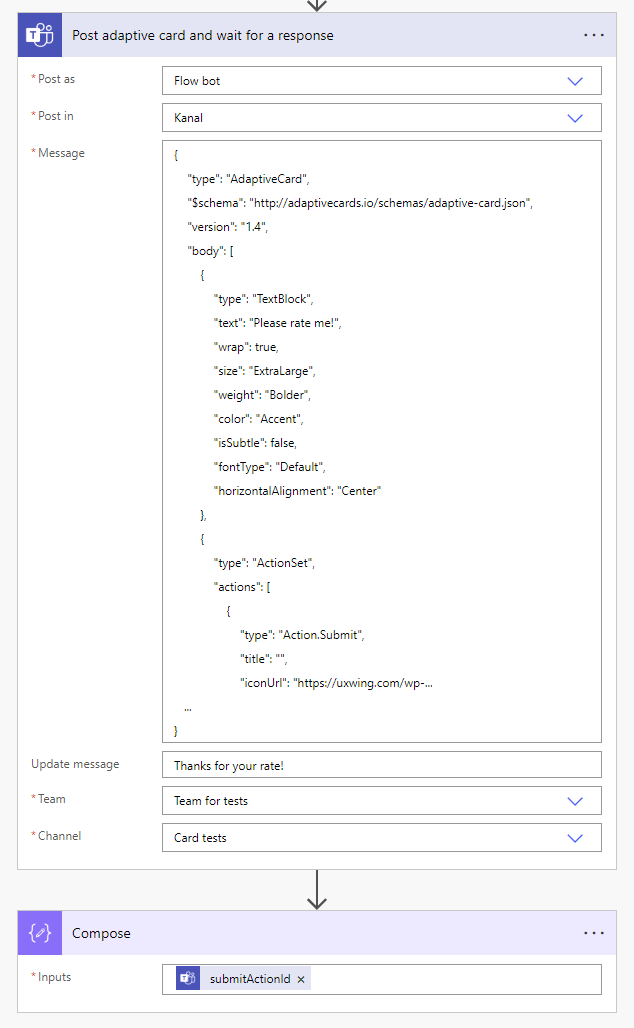 Post adaptive card and wait for a response
* Post as
Flow bot
* Post in
Kanal
* Message
{
"type": "AdaptiveCard",
"$schema": "http://adaptivecards.io/schemas/adaptive-card.json",
"version": "1.4",
"body": [
{
"type": "TextBlock",
"text": "Please rate me!",
"wrap": true,
"size": "ExtraLarge",
"weight": "Bolder",
"color": "Accent",
"isSubtle": false,
"fontType": "Default",
"horizontalAlignment": "Center"
},
{
"type": "ActionSet",
"actions": [
{
"type": "Action.Submit",
"title": "",
"iconUrl": "https://uxwing.com/wp-...
...
}
Update message
Thanks for your rate!
* Team
Team for tests
* Channel
Card tests
Compose
* Inputs
submitActionId ×